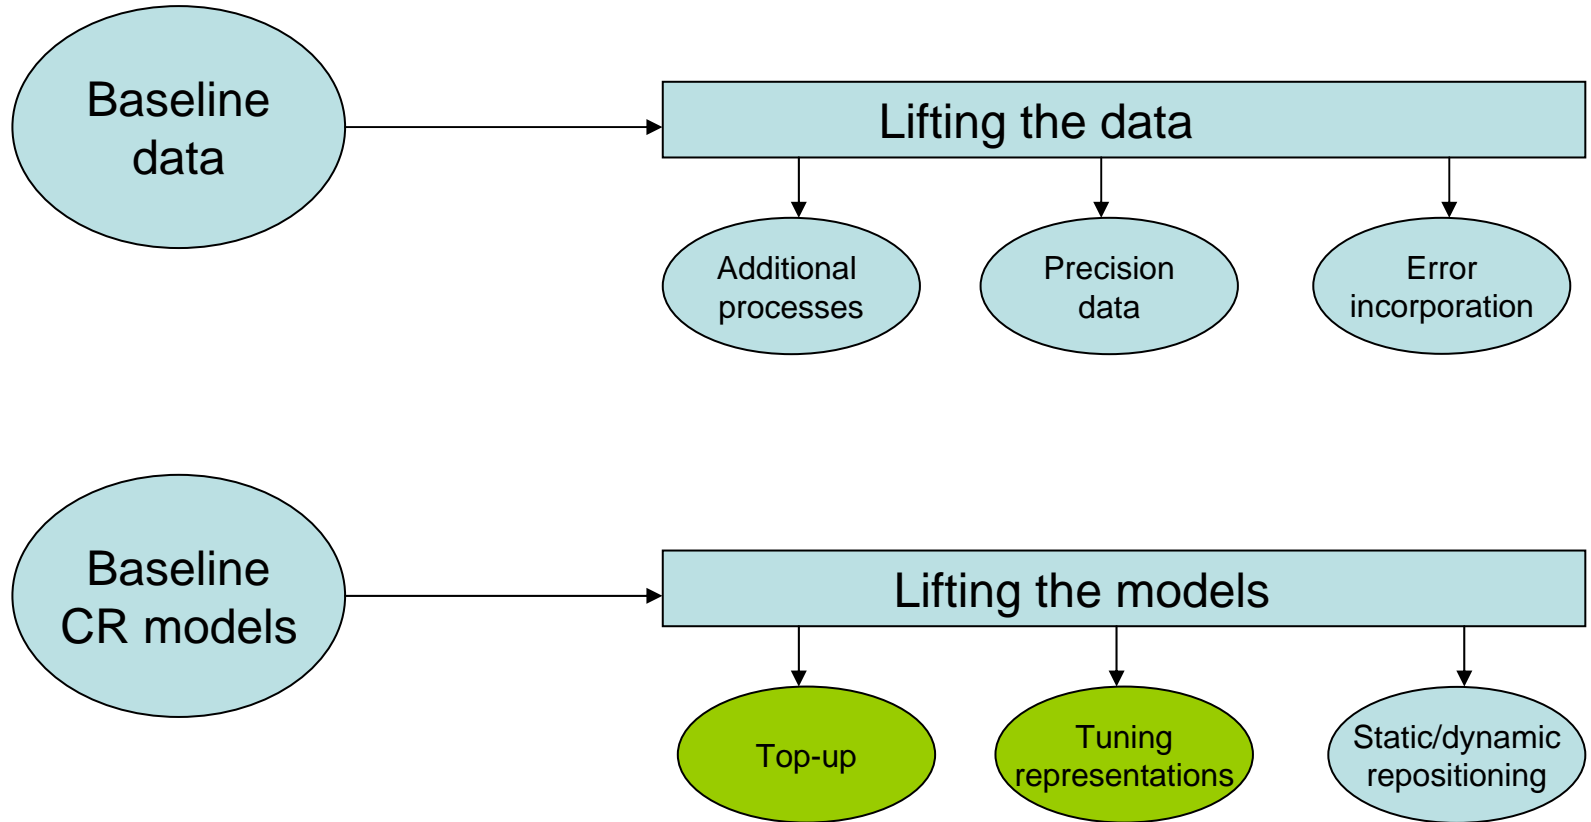 Baseline
data
Lifting the data
Additional
processes
Precision
data
Error
incorporation
Baseline
CR models
Lifting the models
Top-up
Tuning
representations
Static/dynamic
repositioning